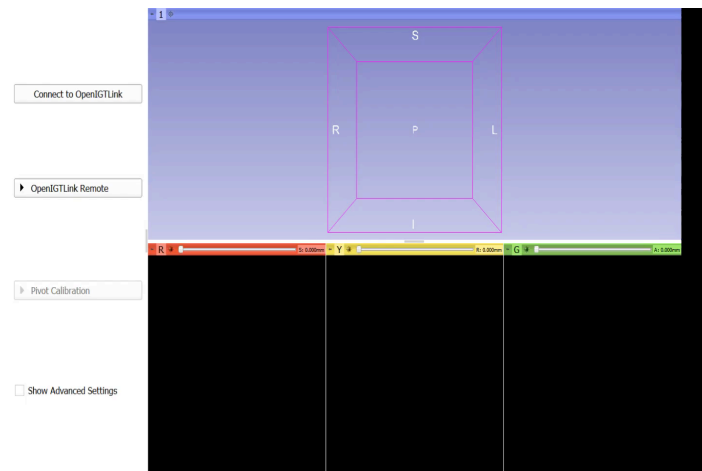 1
S
Connect to OpenIGTLink
R
P
L
OpenIGTLink Remote
I
R
S: 0.000mm
Y
R: 0.000mm
G
A: 0.000mm
Pivot Calibration
Show Advanced Settings